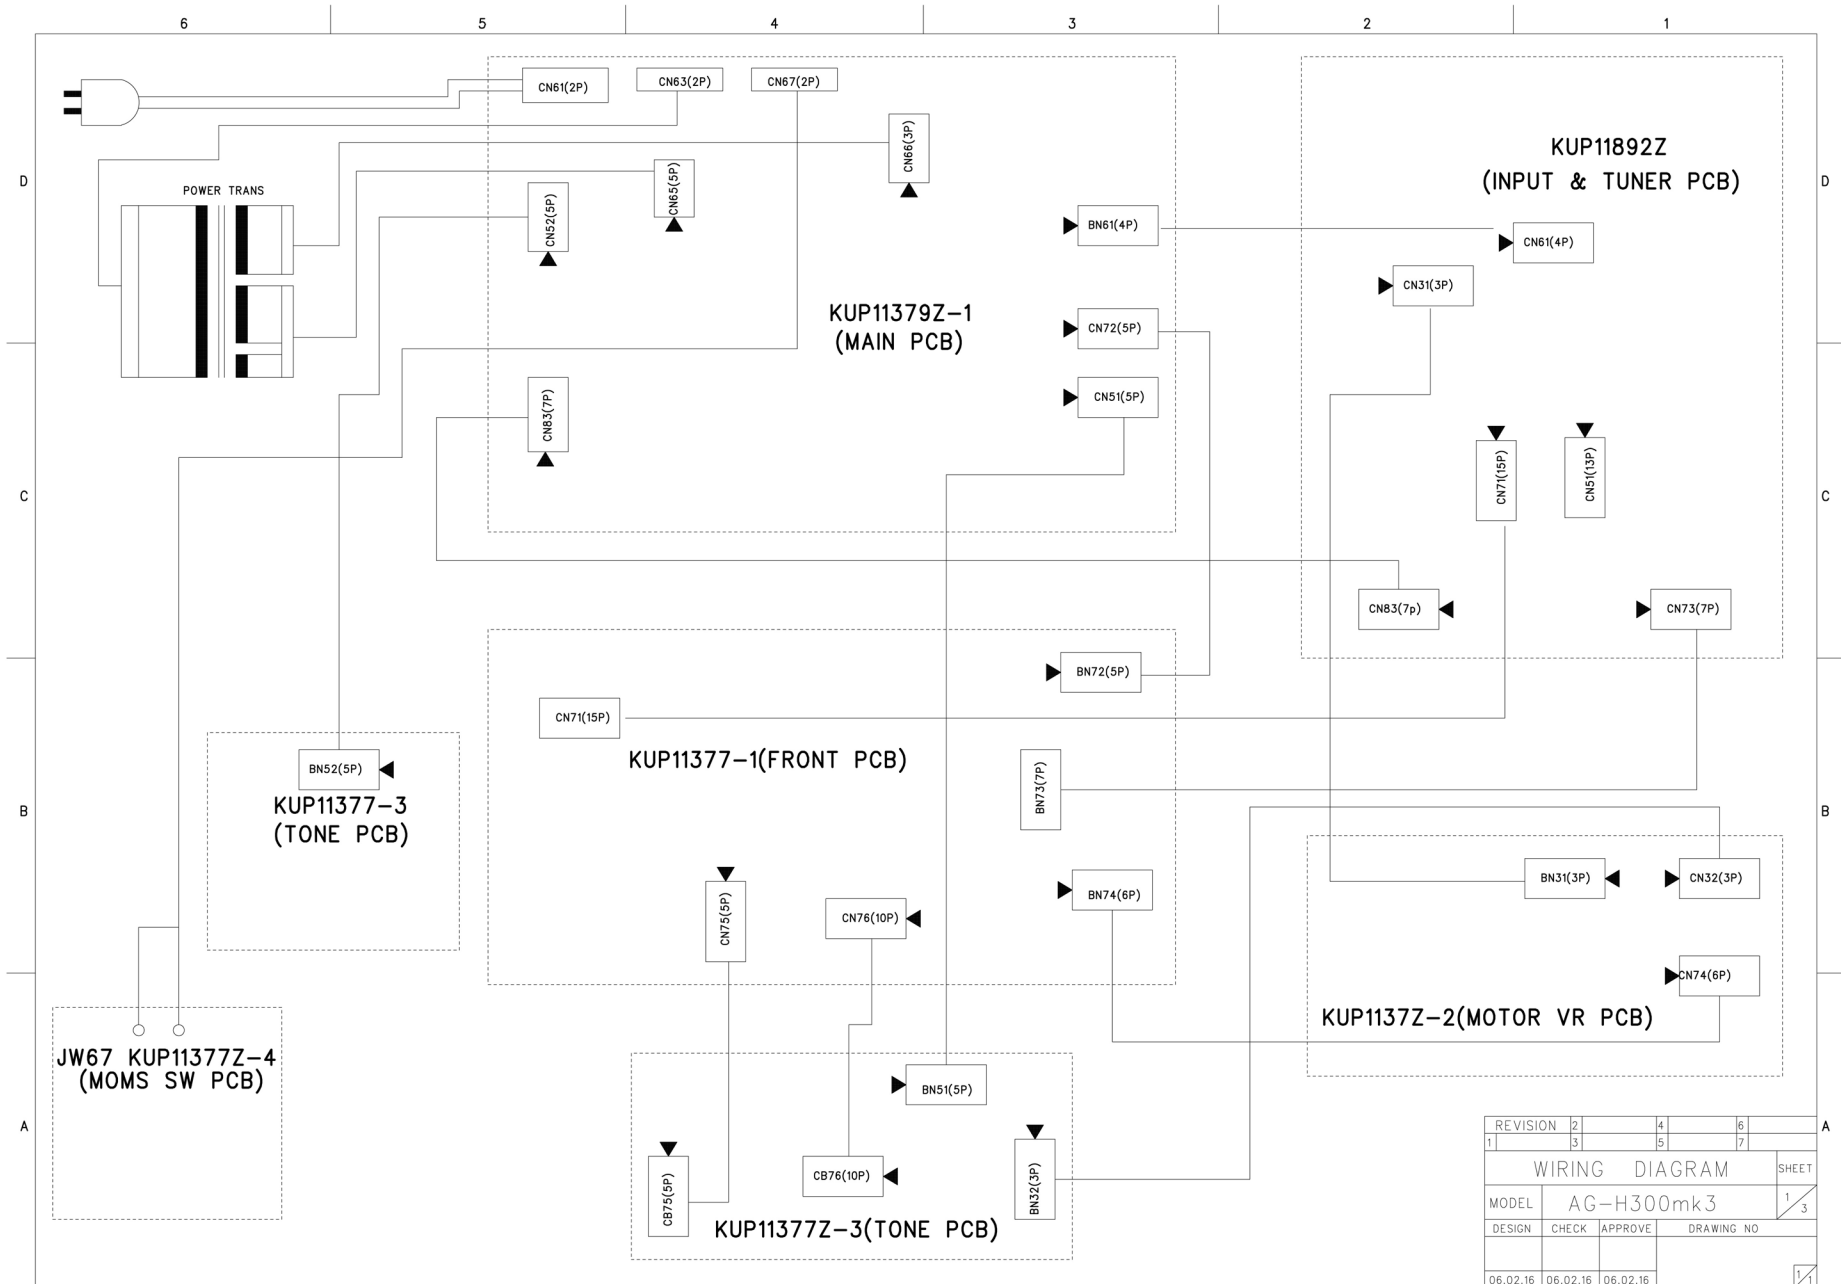 6 5 4 3 2 1
CN61(2P)
CN63(2P)
CN67(2P)
CN66(3P)
KUP11892Z
(INPUT & TUNER PCB)
D
D
POWER TRANS
CN65(5P)
CN52(5P)
BN61(4P)
CN61(4P)
CN31(3P)
KUP11379Z-1
(MAIN PCB)
CN72(5P)
CN51(5P)
CN83(7P)
CN71(15P)
CN51(13P)
C
C
CN83(7p)
CN73(7P)
BN72(5P)
CN71(15P)
KUP11377-1(FRONT PCB)
BN52(5P)
KUP11377-3
(TONE PCB)
BN73(7P)
B
B
CN75(5P)
CN76(10P)
BN74(6P)
BN31(3P)
CN32(3P)
CN74(6P)
KUP1137Z-2(MOTOR VR PCB)
JW67 KUP11377Z-4
(MOMS SW PCB)
BN51(5P)
A
A
CB75(5P)
CB76(10P)
BN32(3P)
KUP11377Z-3(TONE PCB)
REVISION 2 4 6
1 3 5 7
WIRING DIAGRAM SHEET
MODEL AG-H300mk3 1/3
DESIGN CHECK APPROVE DRAWING NO
06.02.16 06.02.16 06.02.16 1/1